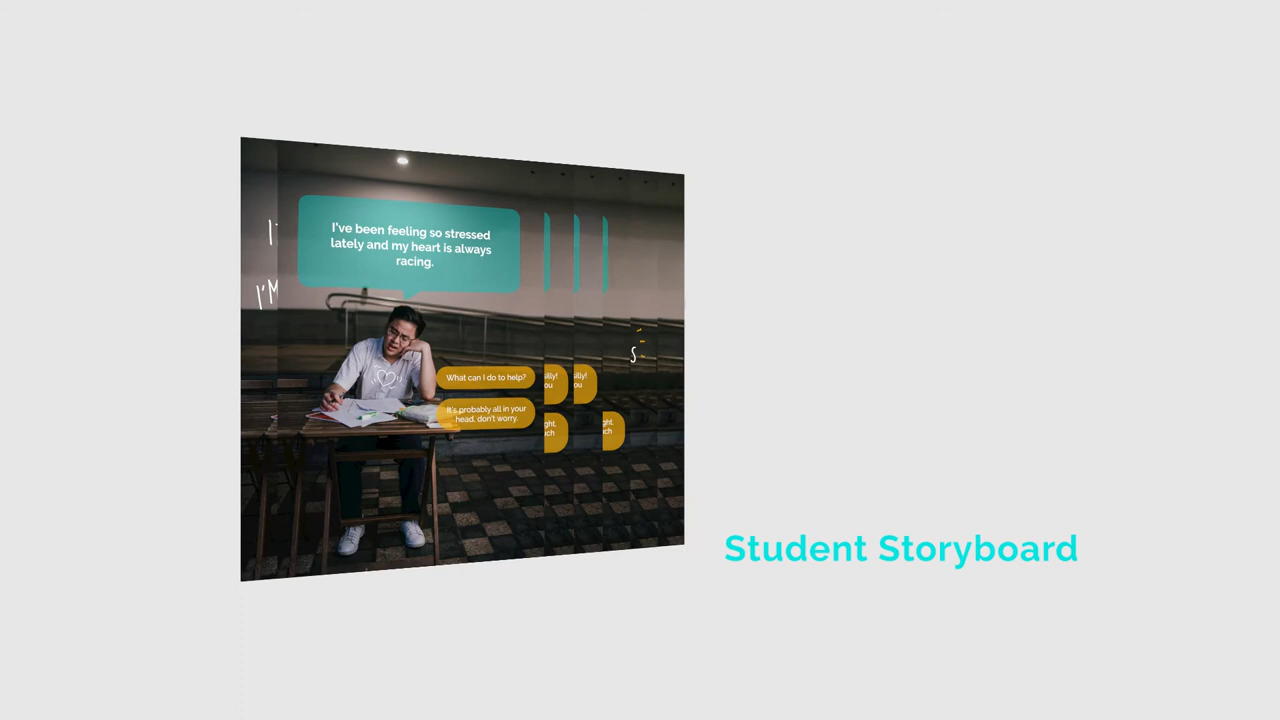 I'M
I've been feeling so stressed
lately and my heart is always
racing.
What can I do to help?
It's probably all in your
head, don't worry.
Student Storyboard